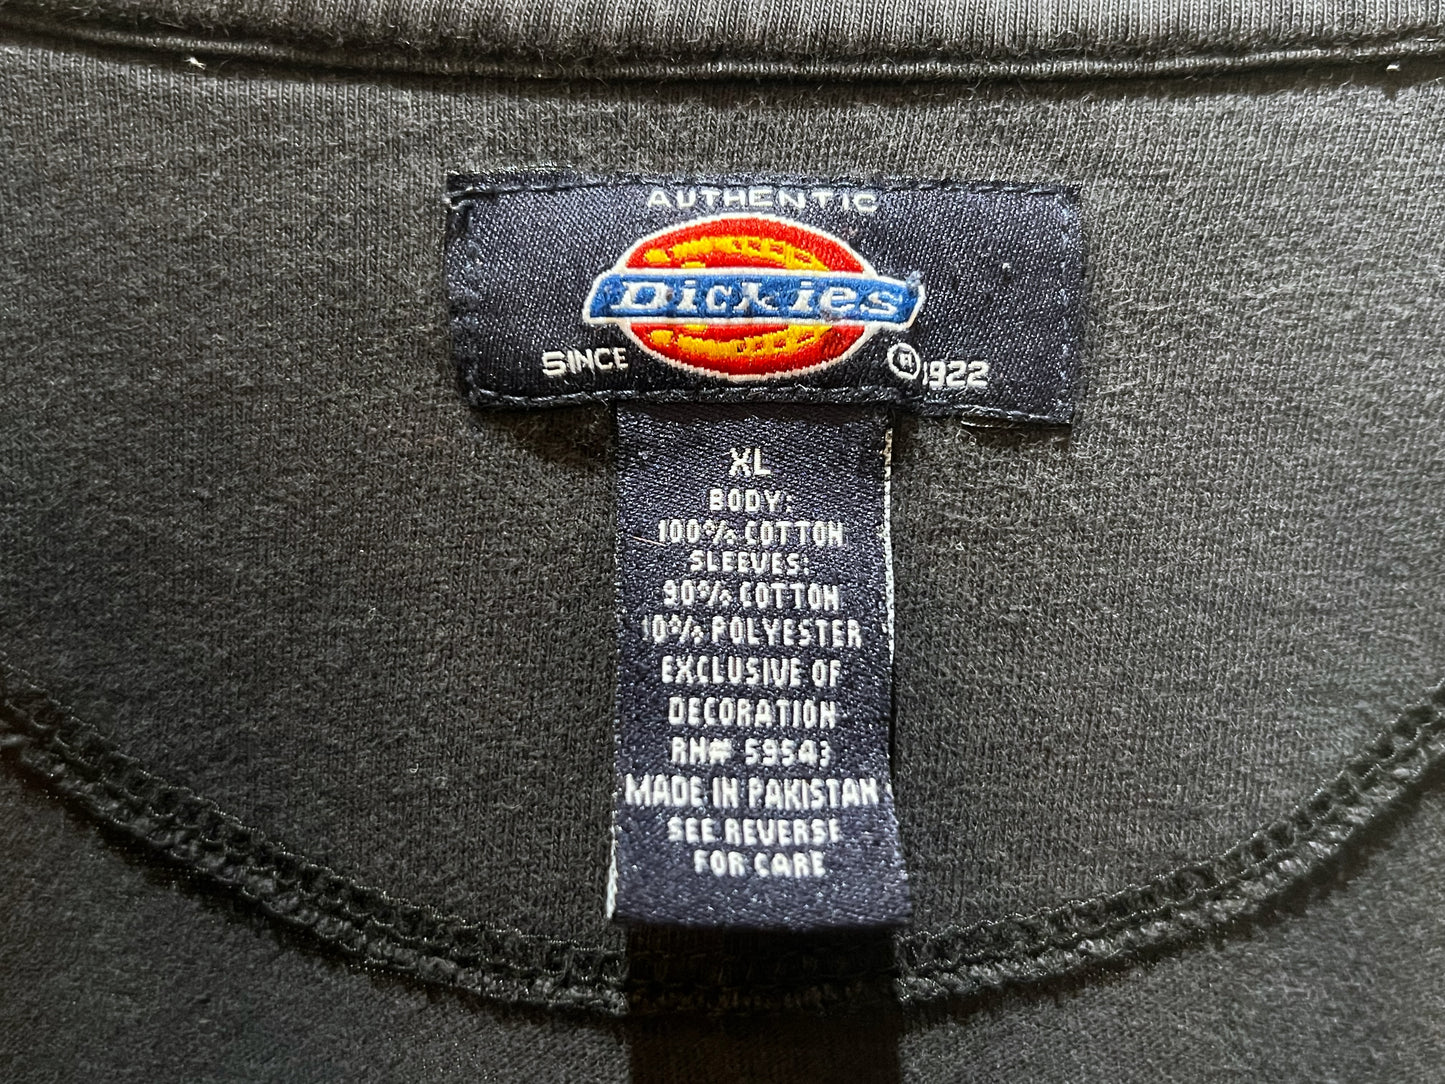 AUTHENTIC
Dickies
SINCE ® 1922
XL
BODY:
100% COTTON
SLEEVES:
90% COTTON
10% POLYESTER
EXCLUSIVE OF
DECORATION
RN# 59543
MADE IN PAKISTAN
SEE REVERSE
FOR CARE